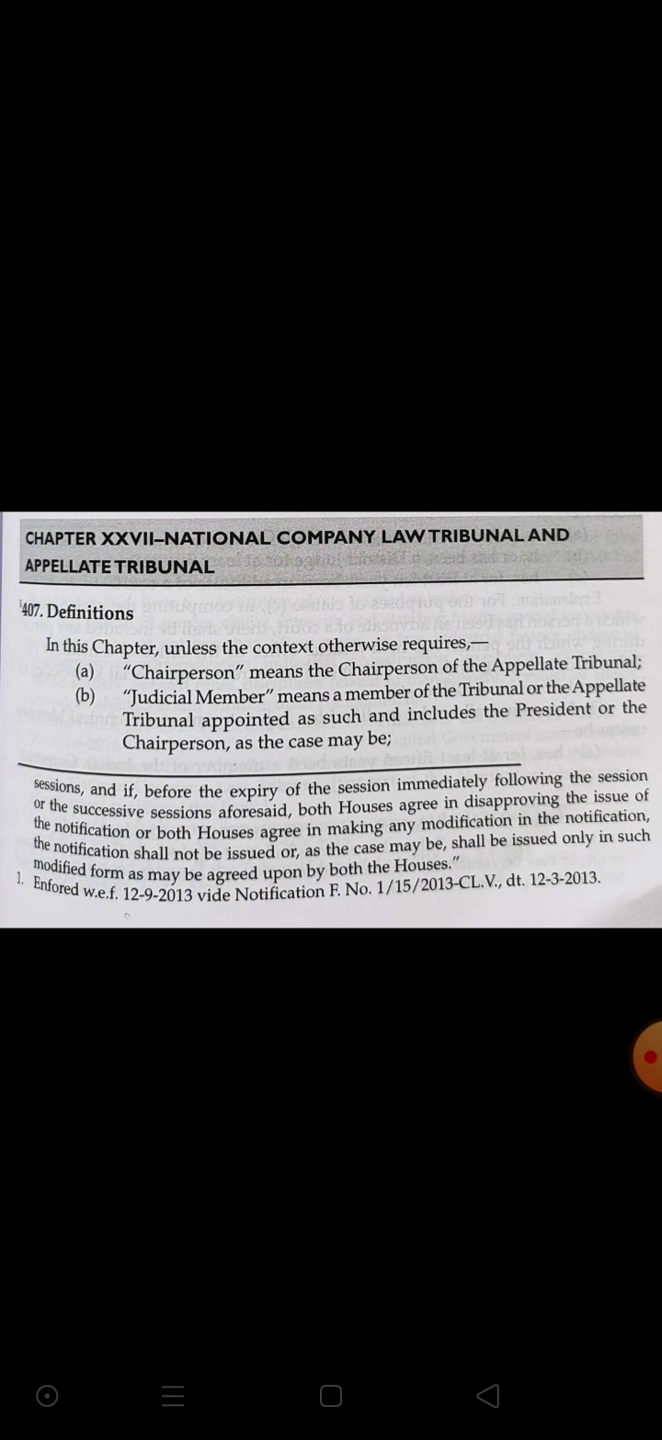 CHAPTER XXVII–NATIONAL COMPANY LAW TRIBUNAL AND
APPELLATE TRIBUNAL
¹407. Definitions
In this Chapter, unless the context otherwise requires,—
(a) "Chairperson" means the Chairperson of the Appellate Tribunal;
(b) "Judicial Member" means a member of the Tribunal or the Appellate
Tribunal appointed as such and includes the President or the
Chairperson, as the case may be;
sessions, and if, before the expiry of the session immediately following the session
or the successive sessions aforesaid, both Houses agree in disapproving the issue of
the notification or both Houses agree in making any modification in the notification,
the notification shall not be issued or, as the case may be, shall be issued only in such
modified form as may be agreed upon by both the Houses."
1. Enfored w.e.f. 12-9-2013 vide Notification F. No. 1/15/2013-CL.V., dt. 12-3-2013.